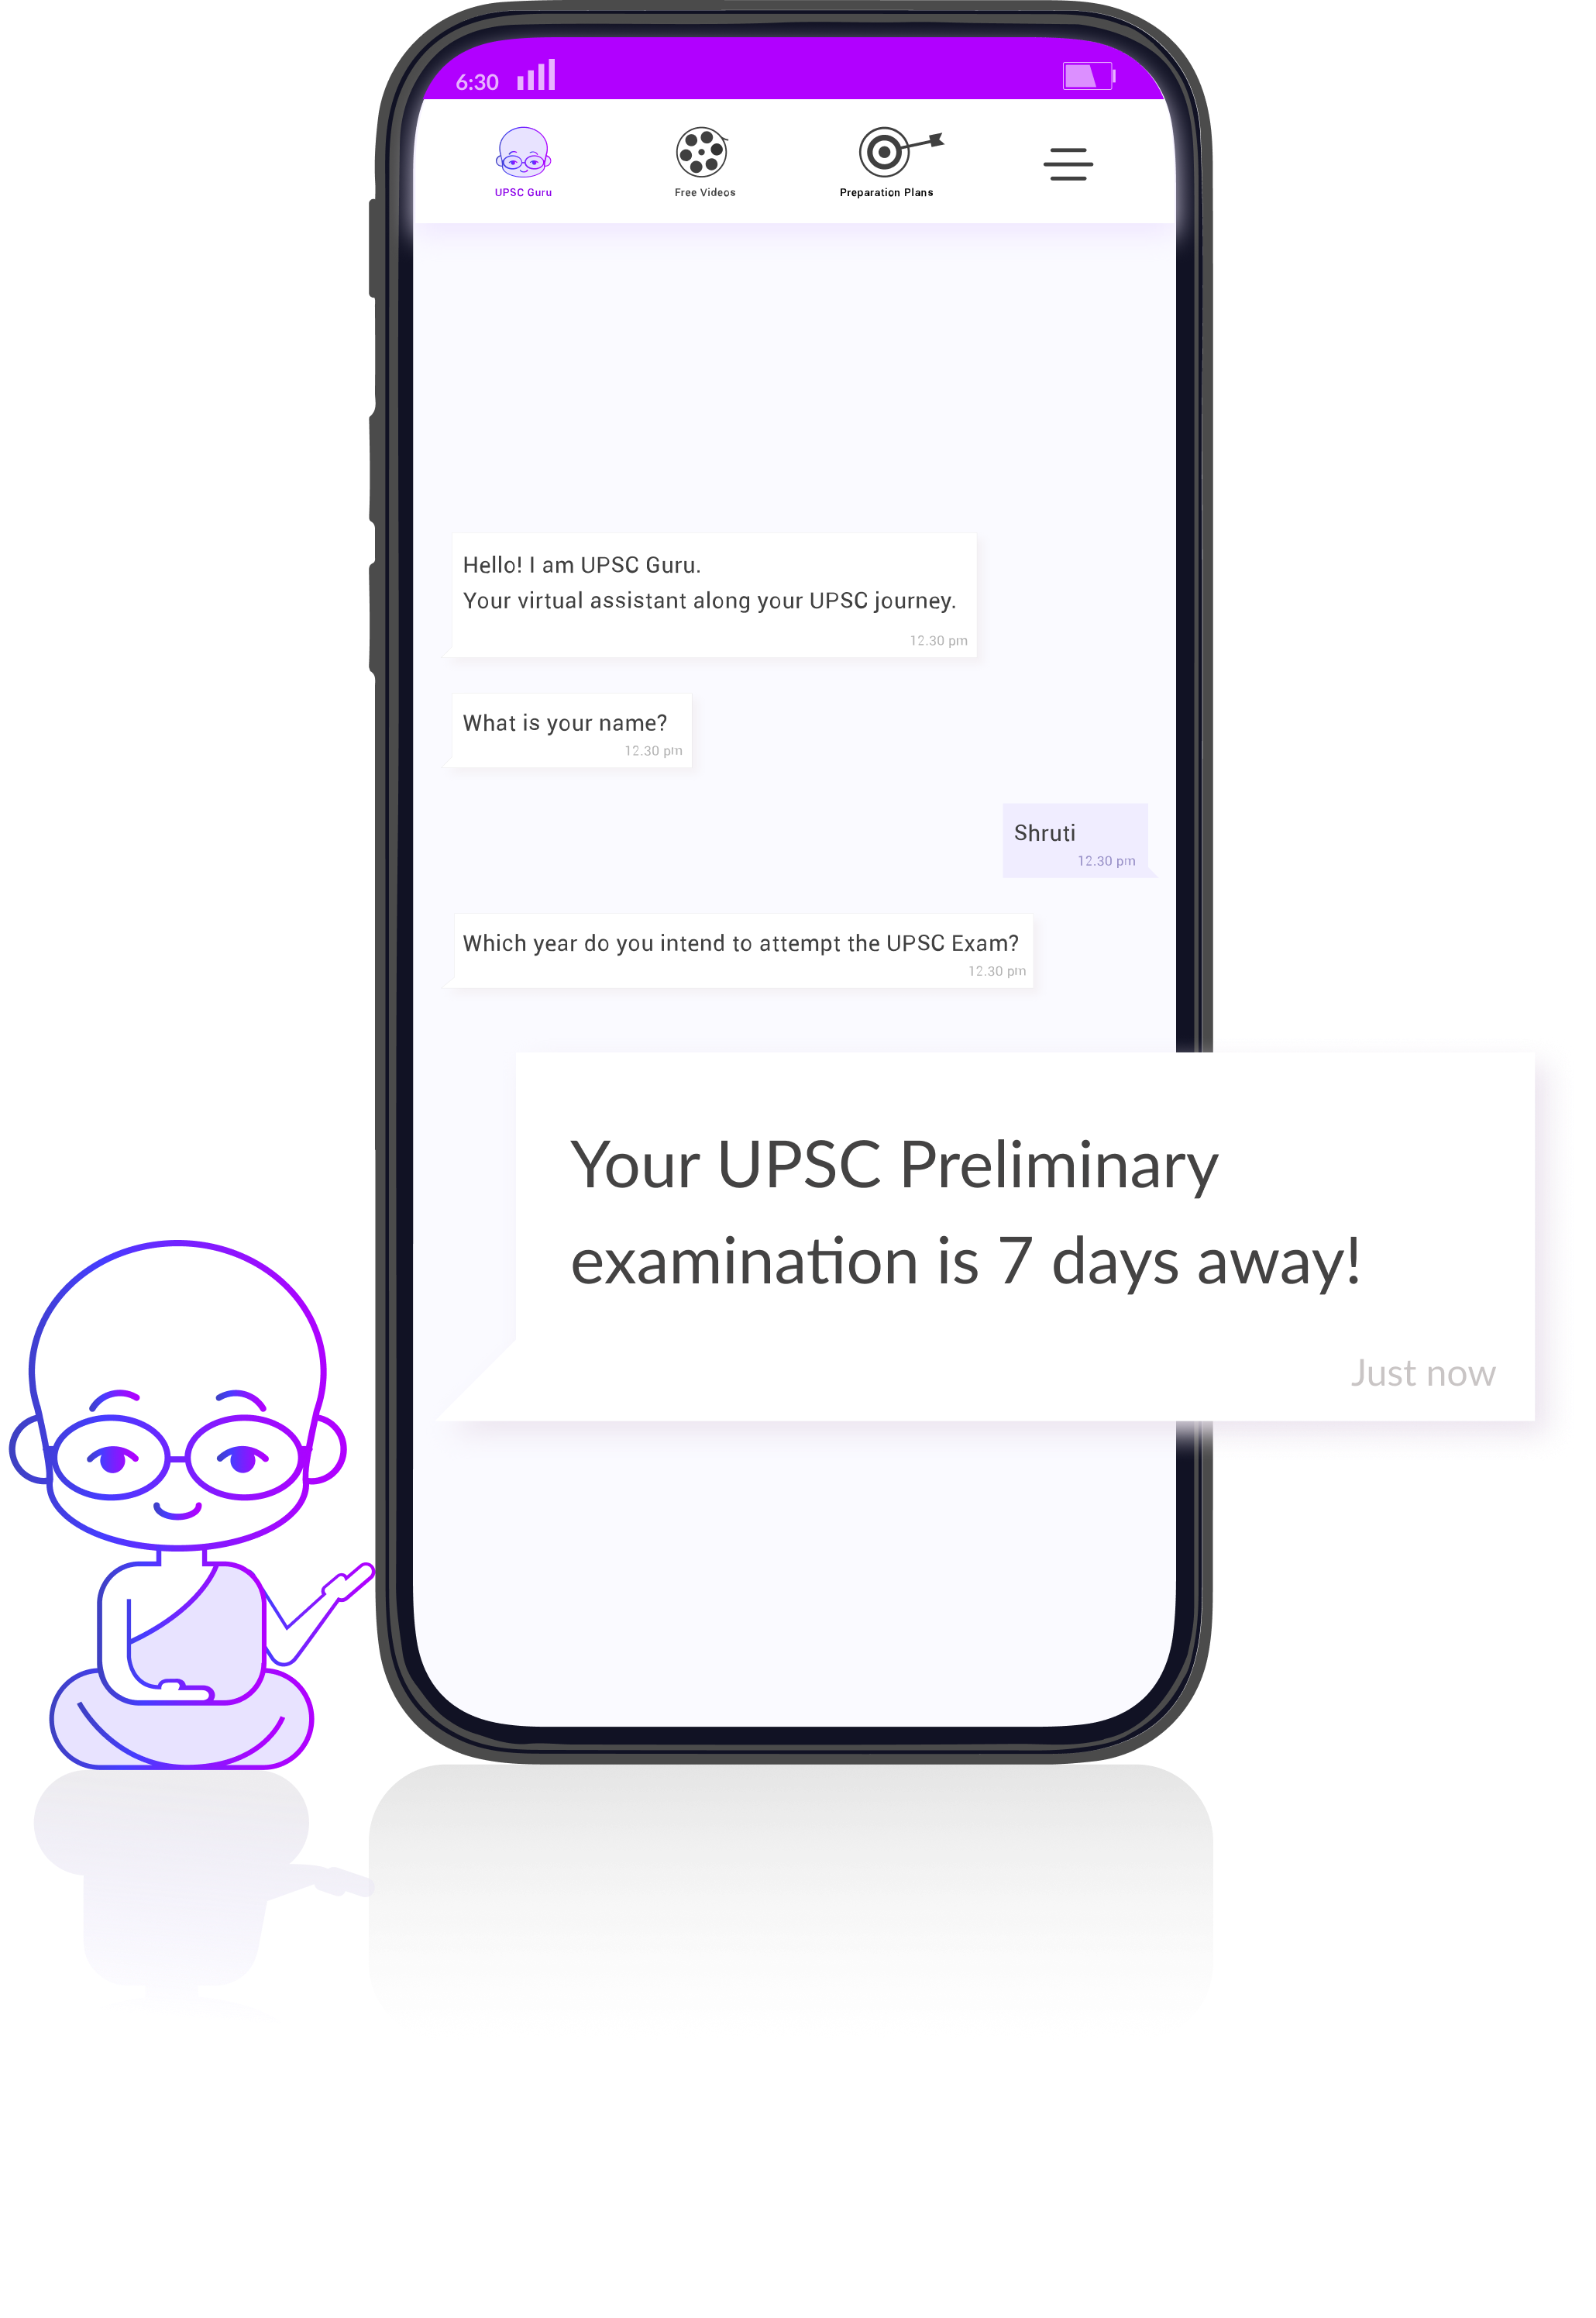 6:30
UPSC Guru
Free Videos
Preparation Plans
Hello! I am UPSC Guru.
Your virtual assistant along your UPSC journey.
12.30 pm
What is your name?
12.30 pm
Shruti
12.30 pm
Which year do you intend to attempt the UPSC Exam?
12.30 pm
Your UPSC Preliminary
examination is 7 days away!
Just now